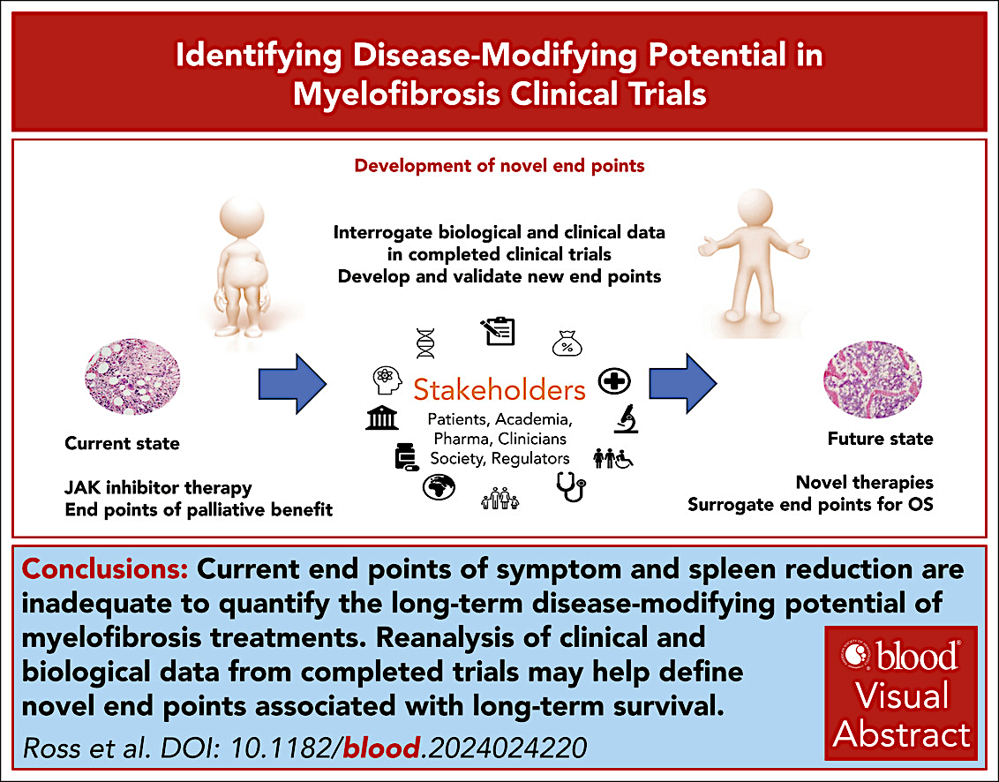 Identifying Disease-Modifying Potential in
Myelofibrosis Clinical Trials
Development of novel end points
Interrogate biological and clinical data
in completed clinical trials
Develop and validate new end points
%
Stakeholders
Patients, Academia,
Pharma, Clinicians
Society, Regulators
Current state
JAK inhibitor therapy
End points of palliative benefit
Future state
Novel therapies
Surrogate end points for OS
Conclusions: Current end points of symptom and spleen reduction are
inadequate to quantify the long-term disease-modifying potential of
myelofibrosis treatments. Reanalysis of clinical and
biological data from completed trials may help define
novel end points associated with long-term survival.
Ross et al. DOI: 10.1182/blood.2024024220
blood®
Visual
Abstract